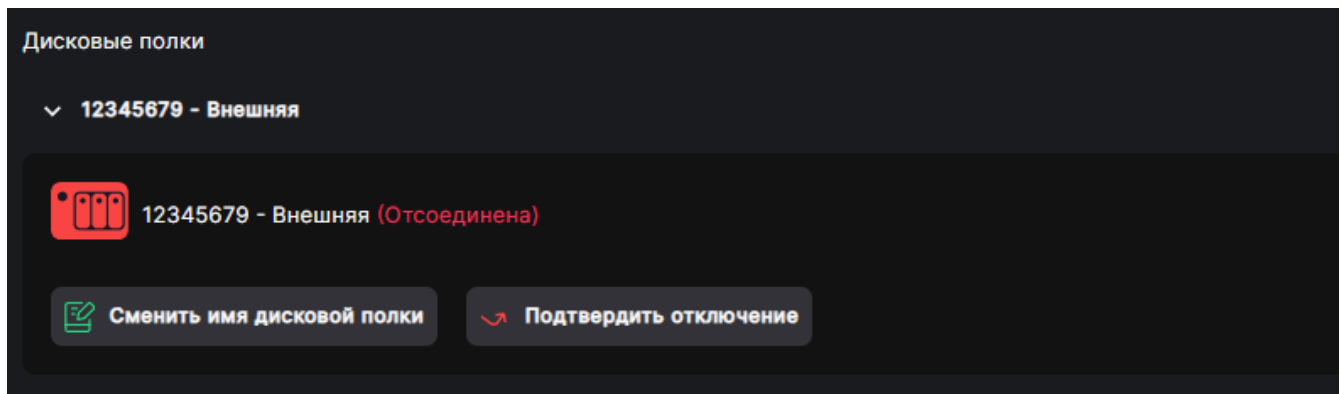 Дисковые полки
12345679 - Внешняя
12345679 - Внешняя (Отсоединена)
Сменить имя дисковой полки
Подтвердить отключение